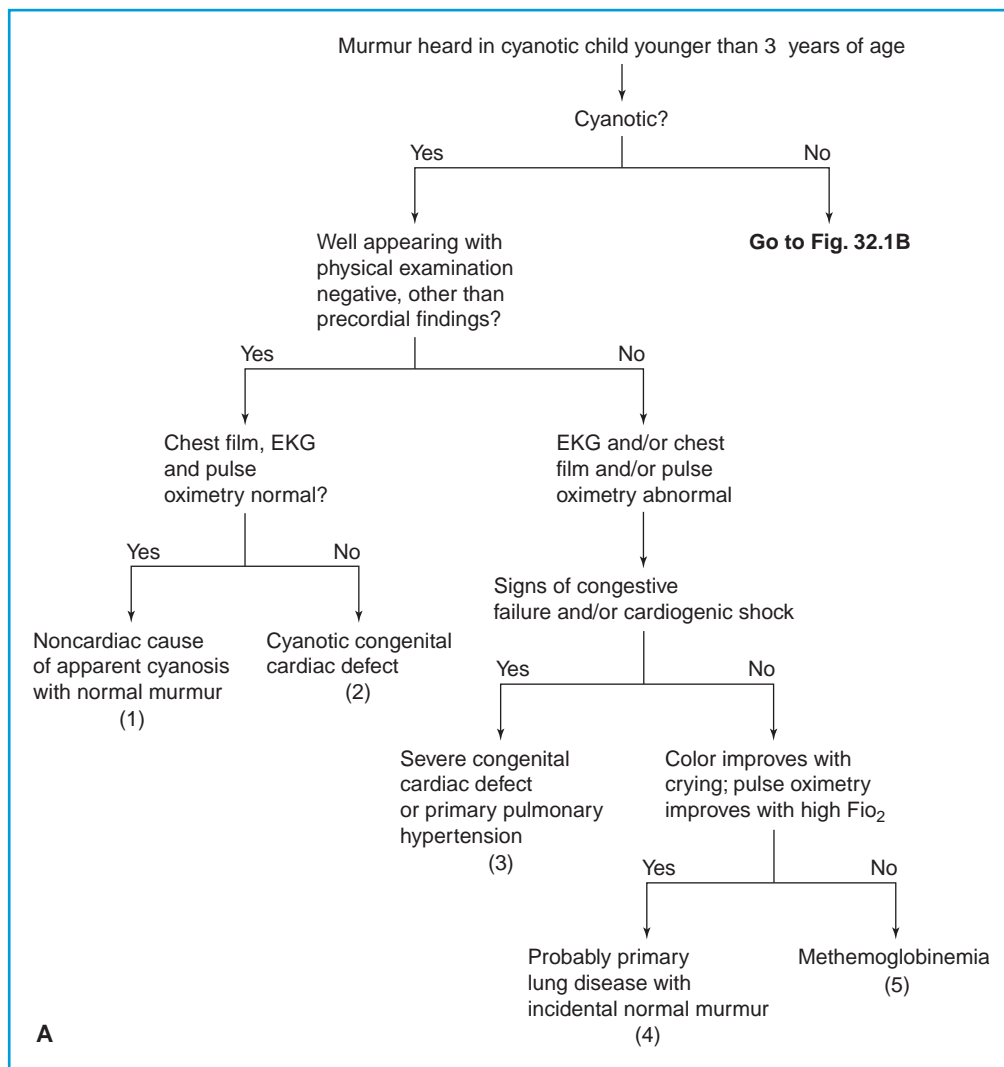 Murmur heard in cyanotic child younger than 3 years of age
Cyanotic?
Yes
No
Well appearing with
physical examination
negative, other than
precordial findings?
Go to Fig. 32.1B
Yes
No
Chest film, EKG
and pulse
oximetry normal?
EKG and/or chest
film and/or pulse
oximetry abnormal
Yes
No
Signs of congestive
failure and/or cardiogenic shock
Noncardiac cause
of apparent cyanosis
with normal murmur
(1)
Cyanotic congenital
cardiac defect
(2)
Yes
No
Severe congenital
cardiac defect
or primary pulmonary
hypertension
(3)
Color improves with
crying; pulse oximetry
improves with high Fio2
Yes
No
Probably primary
lung disease with
incidental normal murmur
(4)
Methemoglobinemia
(5)
A